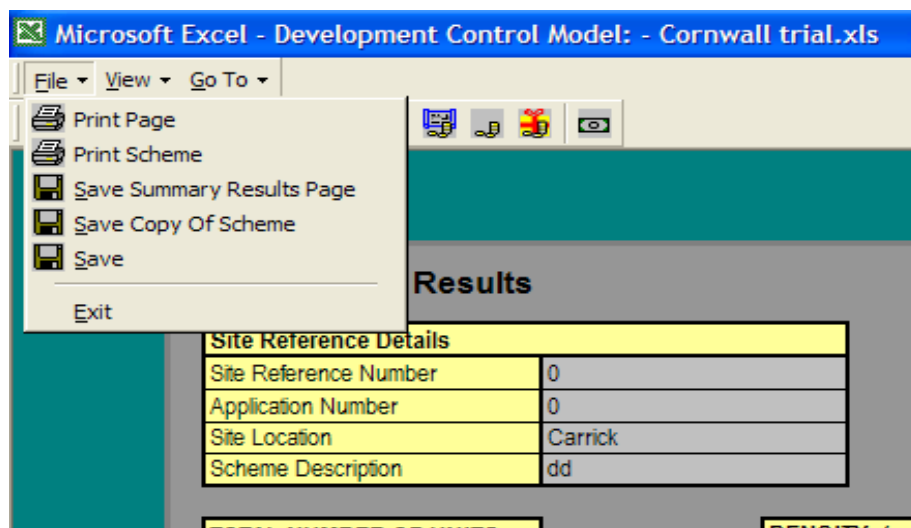 Microsoft Excel - Development Control Model: - Cornwall trial.xls
File View Go To
Print Page
Print Scheme
Save Summary Results Page
Save Copy Of Scheme
Save
Exit
Results
Site Reference Details
Site Reference Number 0
Application Number 0
Site Location Carrick
Scheme Description dd